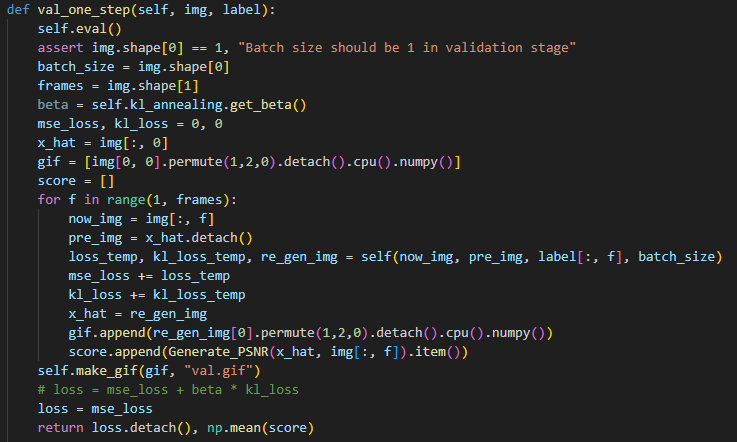 def val_one_step(self, img, label):
    self.eval()
    assert img.shape[0] == 1, "Batch size should be 1 in validation stage"
    batch_size = img.shape[0]
    frames = img.shape[1]
    beta = self.kl_annealing.get_beta()
    mse_loss, kl_loss = 0, 0
    x_hat = img[:, 0]
    gif = [img[0, 0].permute(1,2,0).detach().cpu().numpy()]
    score = []
    for f in range(1, frames):
        now_img = img[:, f]
        pre_img = x_hat.detach()
        loss_temp, kl_loss_temp, re_gen_img = self(now_img, pre_img, label[:, f], batch_size)
        mse_loss += loss_temp
        kl_loss += kl_loss_temp
        x_hat = re_gen_img
        gif.append(re_gen_img[0].permute(1,2,0).detach().cpu().numpy())
        score.append(Generate_PSNR(x_hat, img[:, f]).item())
    self.make_gif(gif, "val.gif")
    # loss = mse_loss + beta * kl_loss
    loss = mse_loss
    return loss.detach(), np.mean(score)